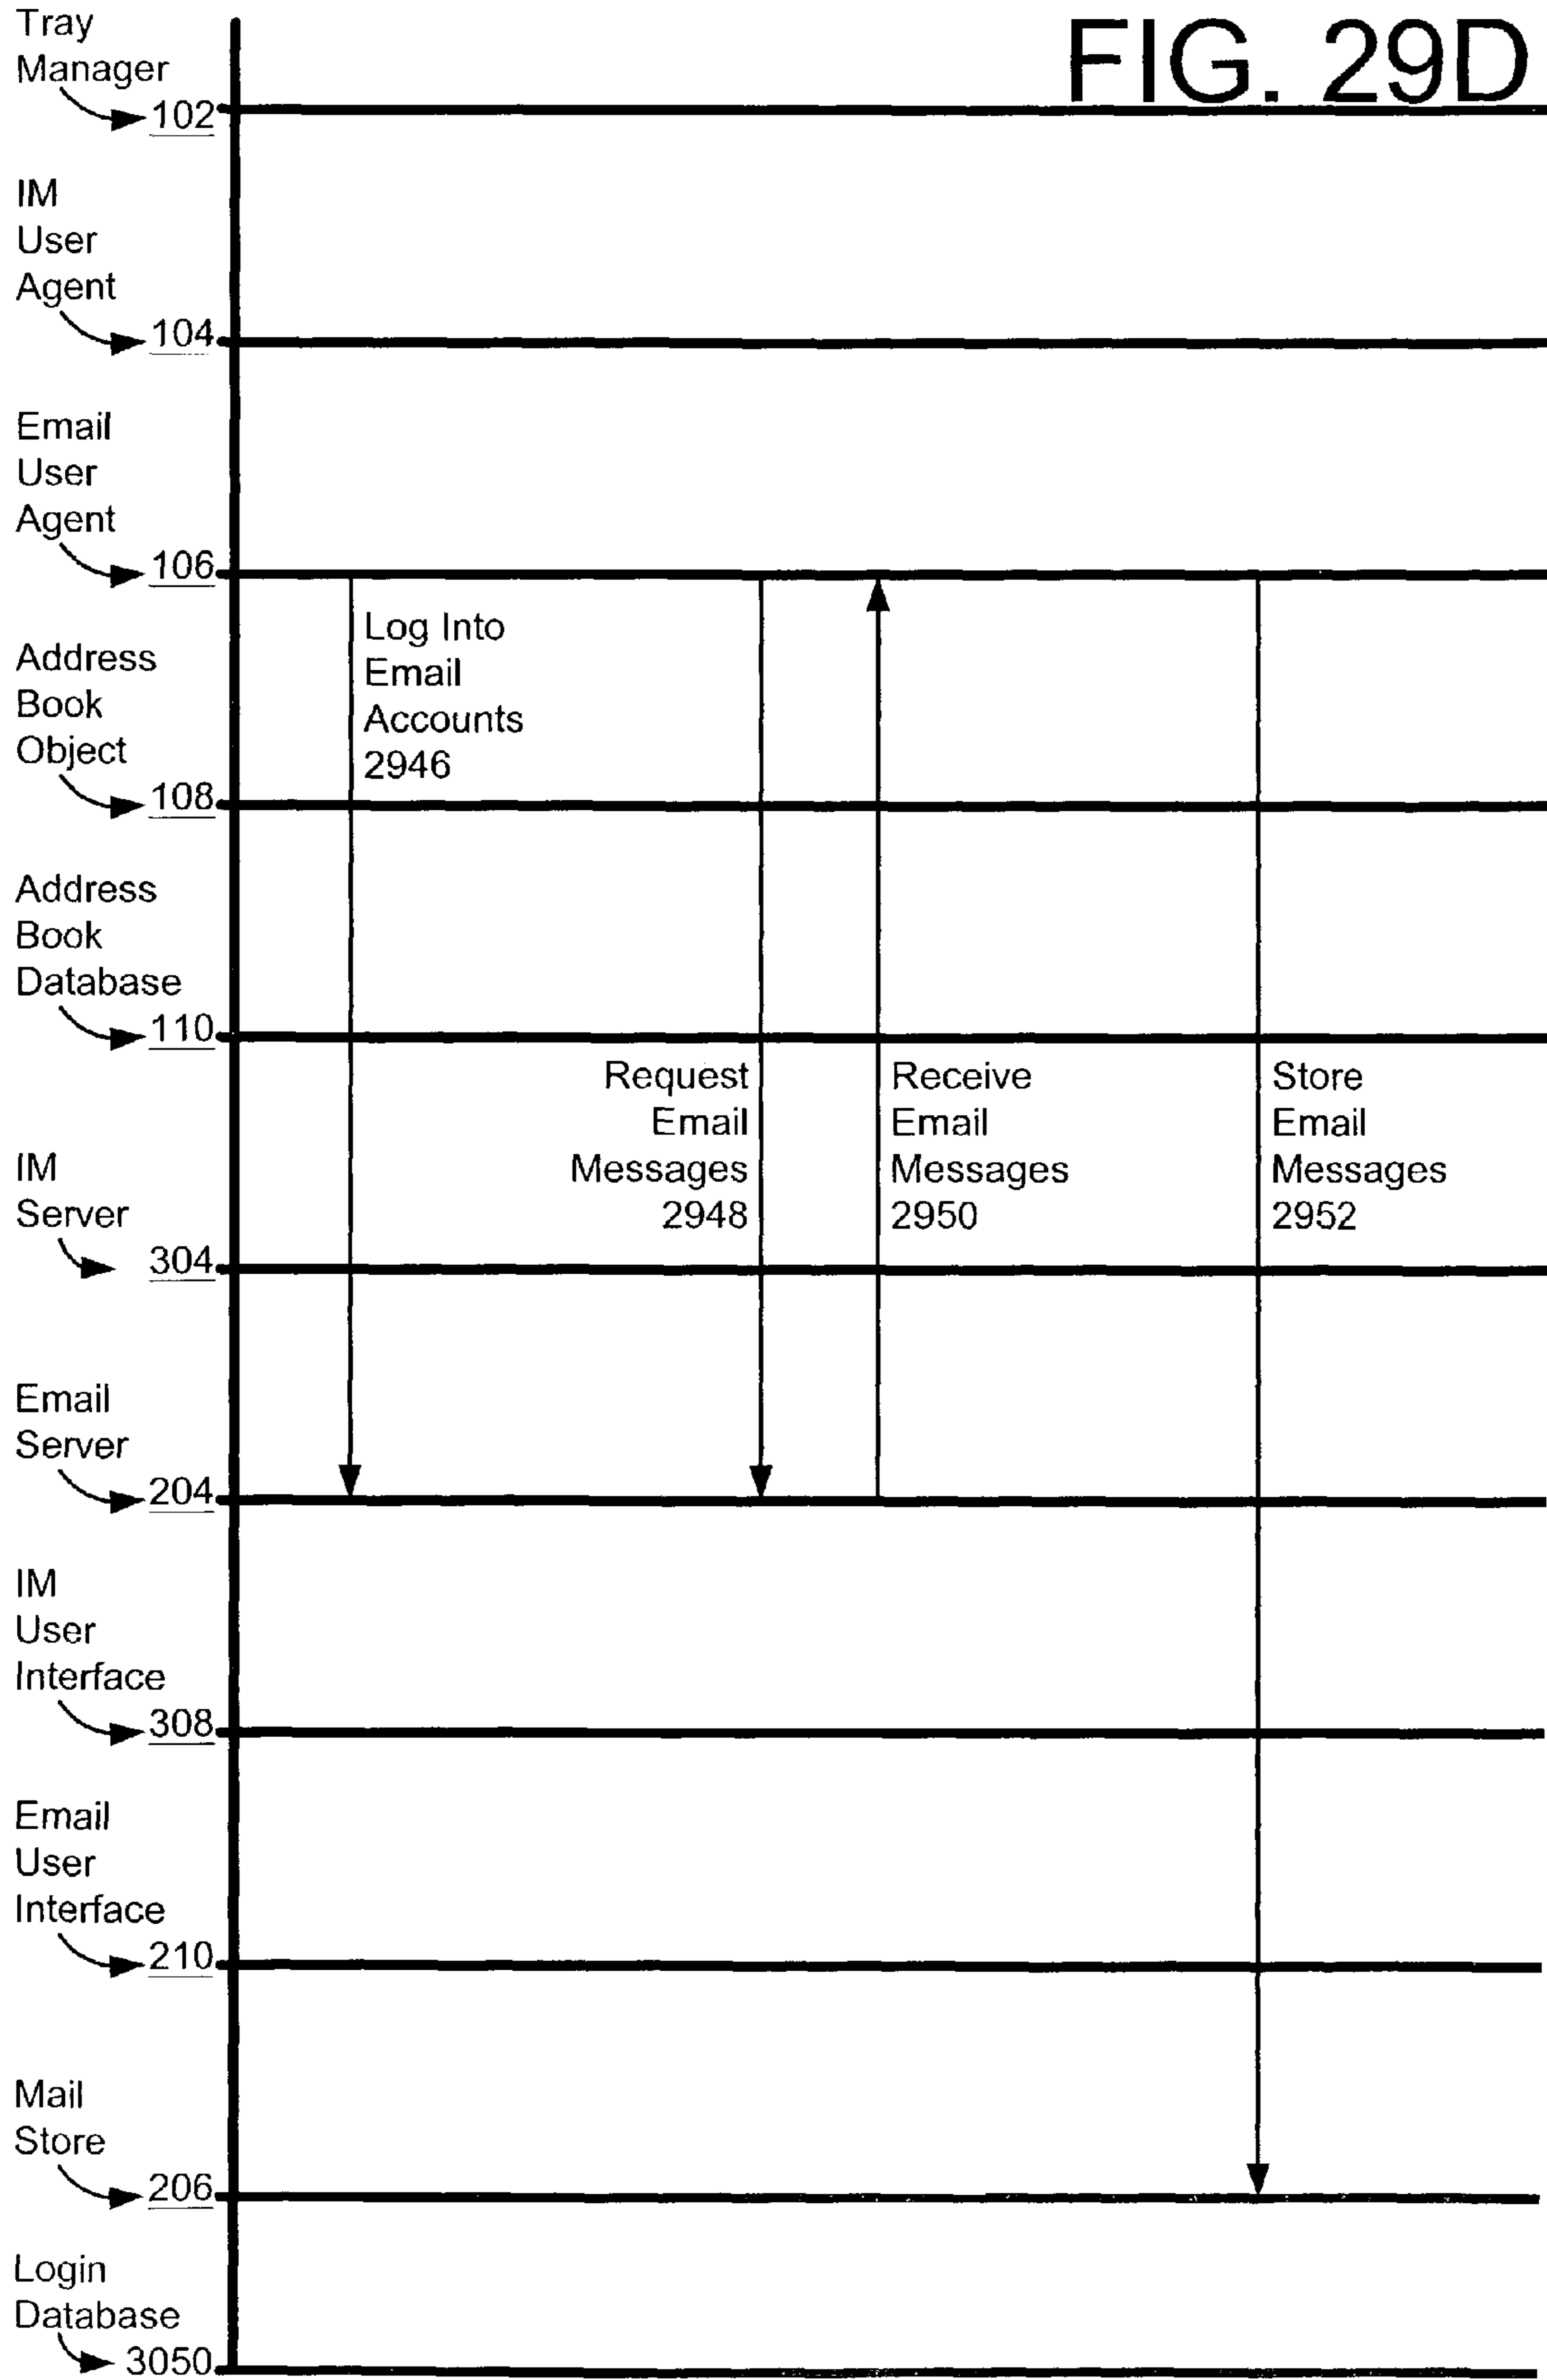 FIG. 29D
Tray
Manager
102
IM
User
Agent
104
Email
User
Agent
106
Log Into
Email
Accounts
2946
Address
Book
Object
108
Address
Book
Database
110
Request
Email
Messages
2948
Receive
Email
Messages
2950
Store
Email
Messages
2952
IM
Server
304
Email
Server
204
IM
User
Interface
308
Email
User
Interface
210
Mail
Store
206
Login
Database
3050